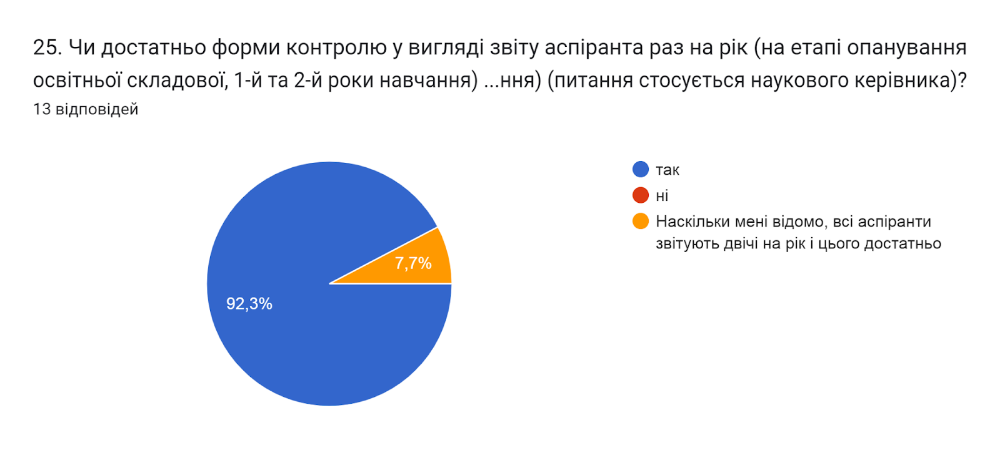 25. Чи достатньо форми контролю у вигляді звіту аспіранта раз на рік (на етапі опанування
освітньої складової, 1-й та 2-й роки навчання) ...ння) (питання стосується наукового керівника)?
13 відповідей
так
ні
Наскільки мені відомо, всі аспіранти
звітують двічі на рік і цього достатньо
7,7%
92,3%